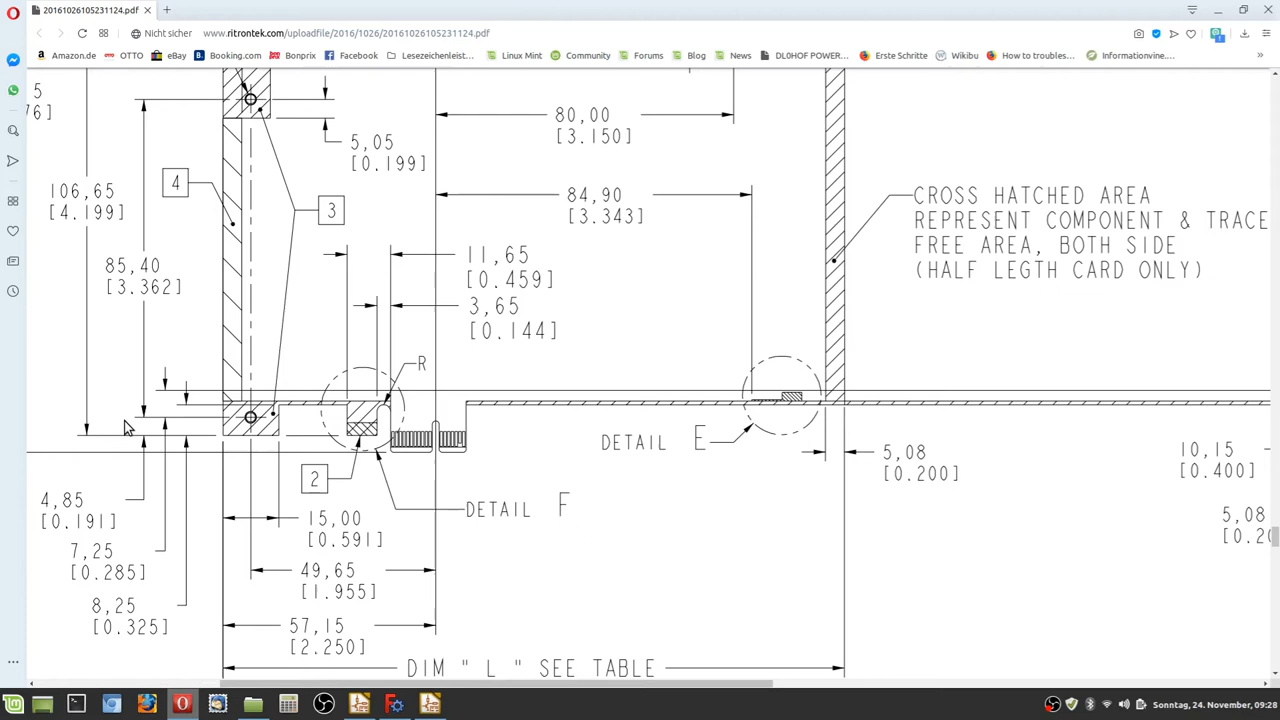 20161026105231124.pdf
Nicht sicher
www.ritrontek.com/uploadfile/2016/1026/20161026105231124.pdf
Amazon.de
OTTO
eBay
Booking.com
Bonprix
Facebook
Lesezeichenleist...
Linux Mint
Community
Forums
Blog
News
DL0HOF POWER...
Erste Schritte
Wikibu
How to troubles...
Informationvine....
»
5
76]
5,05
[0.199]
80,00
[3.150]
106,65
[4.199]
4
3
84,90
[3.343]
CROSS HATCHED AREA
REPRESENT COMPONENT & TRACE
FREE AREA, BOTH SIDE
(HALF LEGTH CARD ONLY)
85,40
[3.362]
11,65
[0.459]
3,65
[0.144]
R
DETAIL E
2
DETAIL F
5,08
[0.200]
10,15
[0.400]
4,85
[0.191]
15,00
[0.591]
5,08
[0.20
7,25
[0.285]
49,65
[1.955]
8,25
[0.325]
57,15
[2.250]
DIM " L " SEE TABLE
Sonntag, 24. November, 09:28